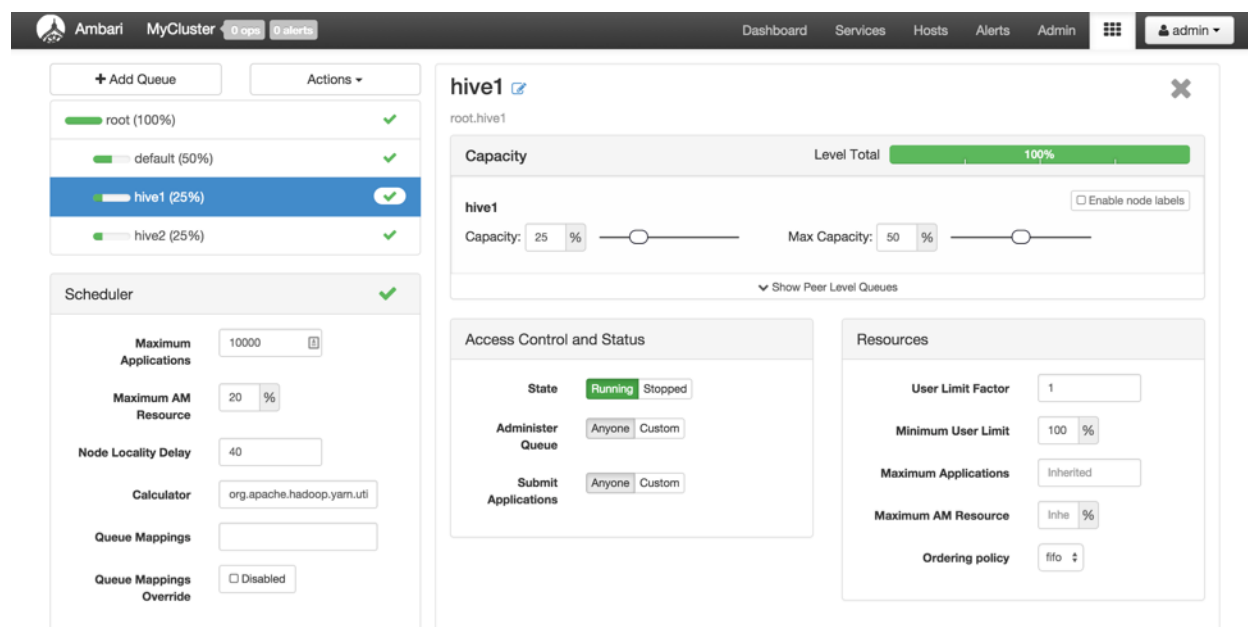 Ambari MyCluster 0 ops 0 alerts Dashboard Services Hosts Alerts Admin admin
+ Add Queue Actions
root (100%)
default (50%)
hive1 (25%)
hive2 (25%)
Scheduler
Maximum Applications 10000
Maximum AM Resource 20 %
Node Locality Delay 40
Calculator org.apache.hadoop.yarn.uti
Queue Mappings
Queue Mappings Override Disabled
hive1
root.hive1
Capacity Level Total 100%
hive1 Enable node labels
Capacity: 25 % Max Capacity: 50 %
Show Peer Level Queues
Access Control and Status
State Running Stopped
Administer Queue Anyone Custom
Submit Applications Anyone Custom
Resources
User Limit Factor 1
Minimum User Limit 100 %
Maximum Applications Inherited
Maximum AM Resource Inhe %
Ordering policy fifo